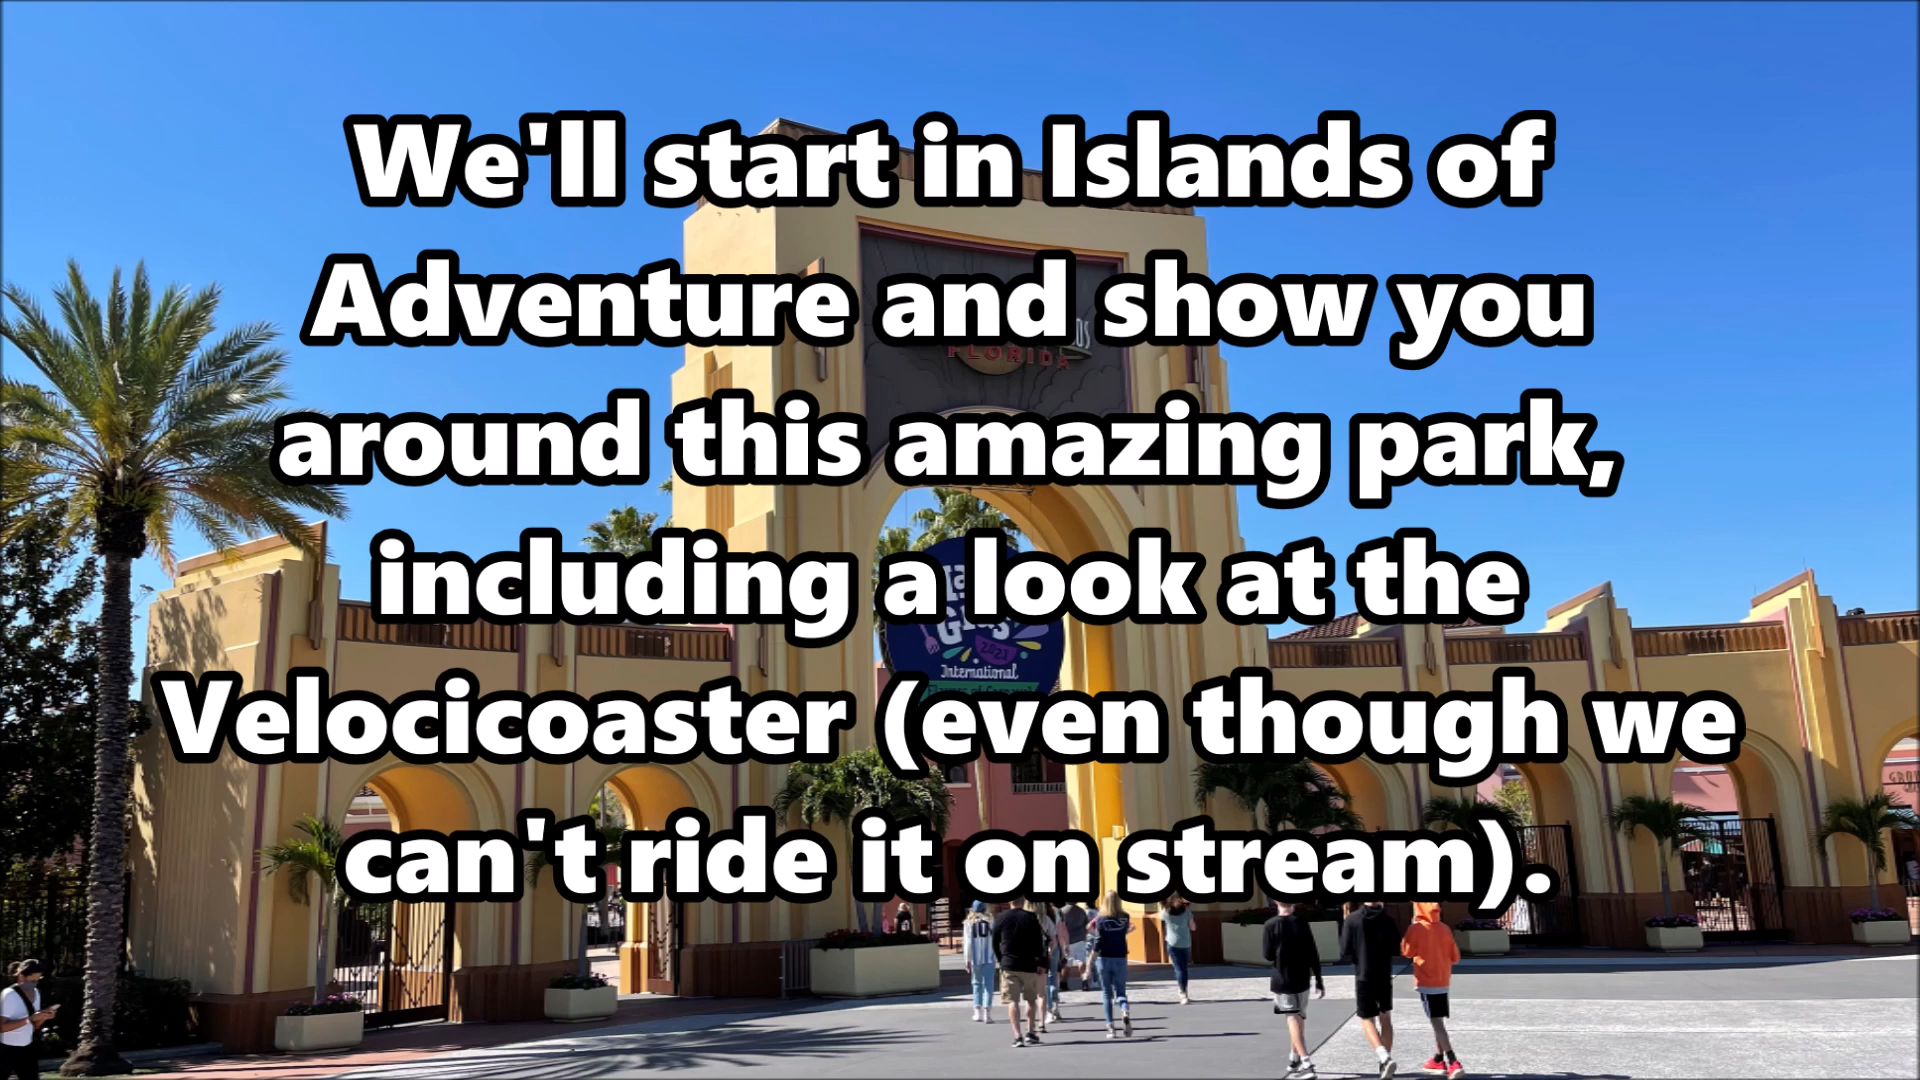 We'll start in Islands of
Adventure and show you
around this amazing park,
including a look at the
Velocicoaster (even though we
can't ride it on stream).
FLORIDA
2023
International